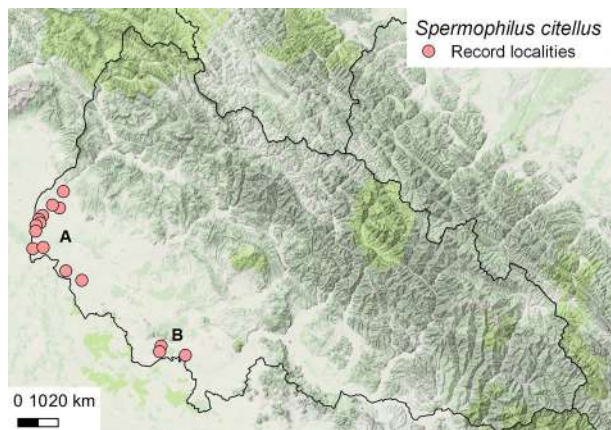 Spermophilus citellus
Record localities
A
B
0 1020 km